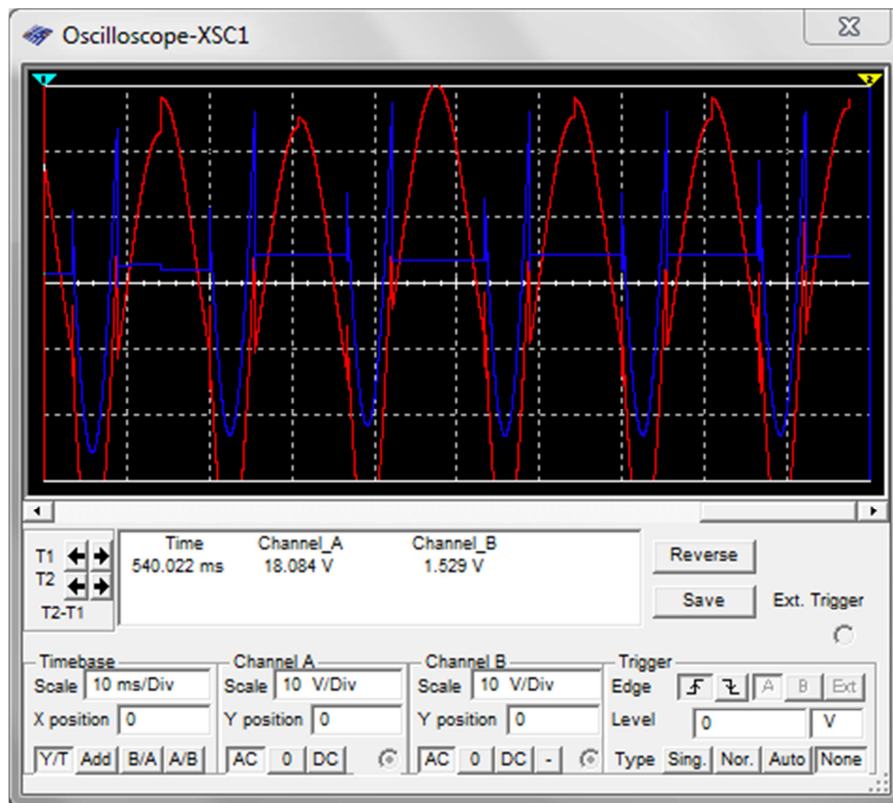 Oscilloscope-XSC1
1 2
T1
T2
T2-T1
Time Channel_A Channel_B
540.022 ms 18.084 V 1.529 V
Reverse
Save Ext. Trigger
Timebase Channel A Channel B Trigger
Scale 10 ms/Div Scale 10 V/Div Scale 10 V/Div Edge A B Ext
X position 0 Y position 0 Y position 0 Level 0 V
Y/T Add B/A A/B AC 0 DC AC 0 DC - Type Sing. Nor. Auto None